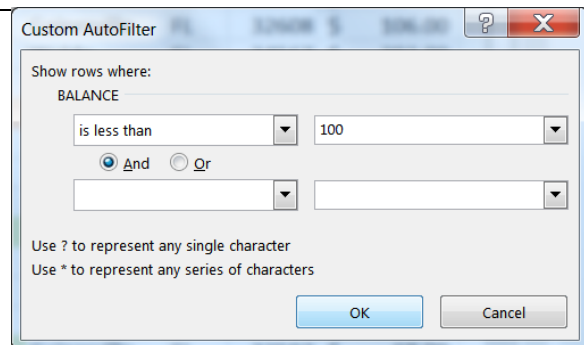 Custom AutoFilter
Show rows where:
BALANCE
is less than 100
And Or
Use ? to represent any single character
Use * to represent any series of characters
OK Cancel